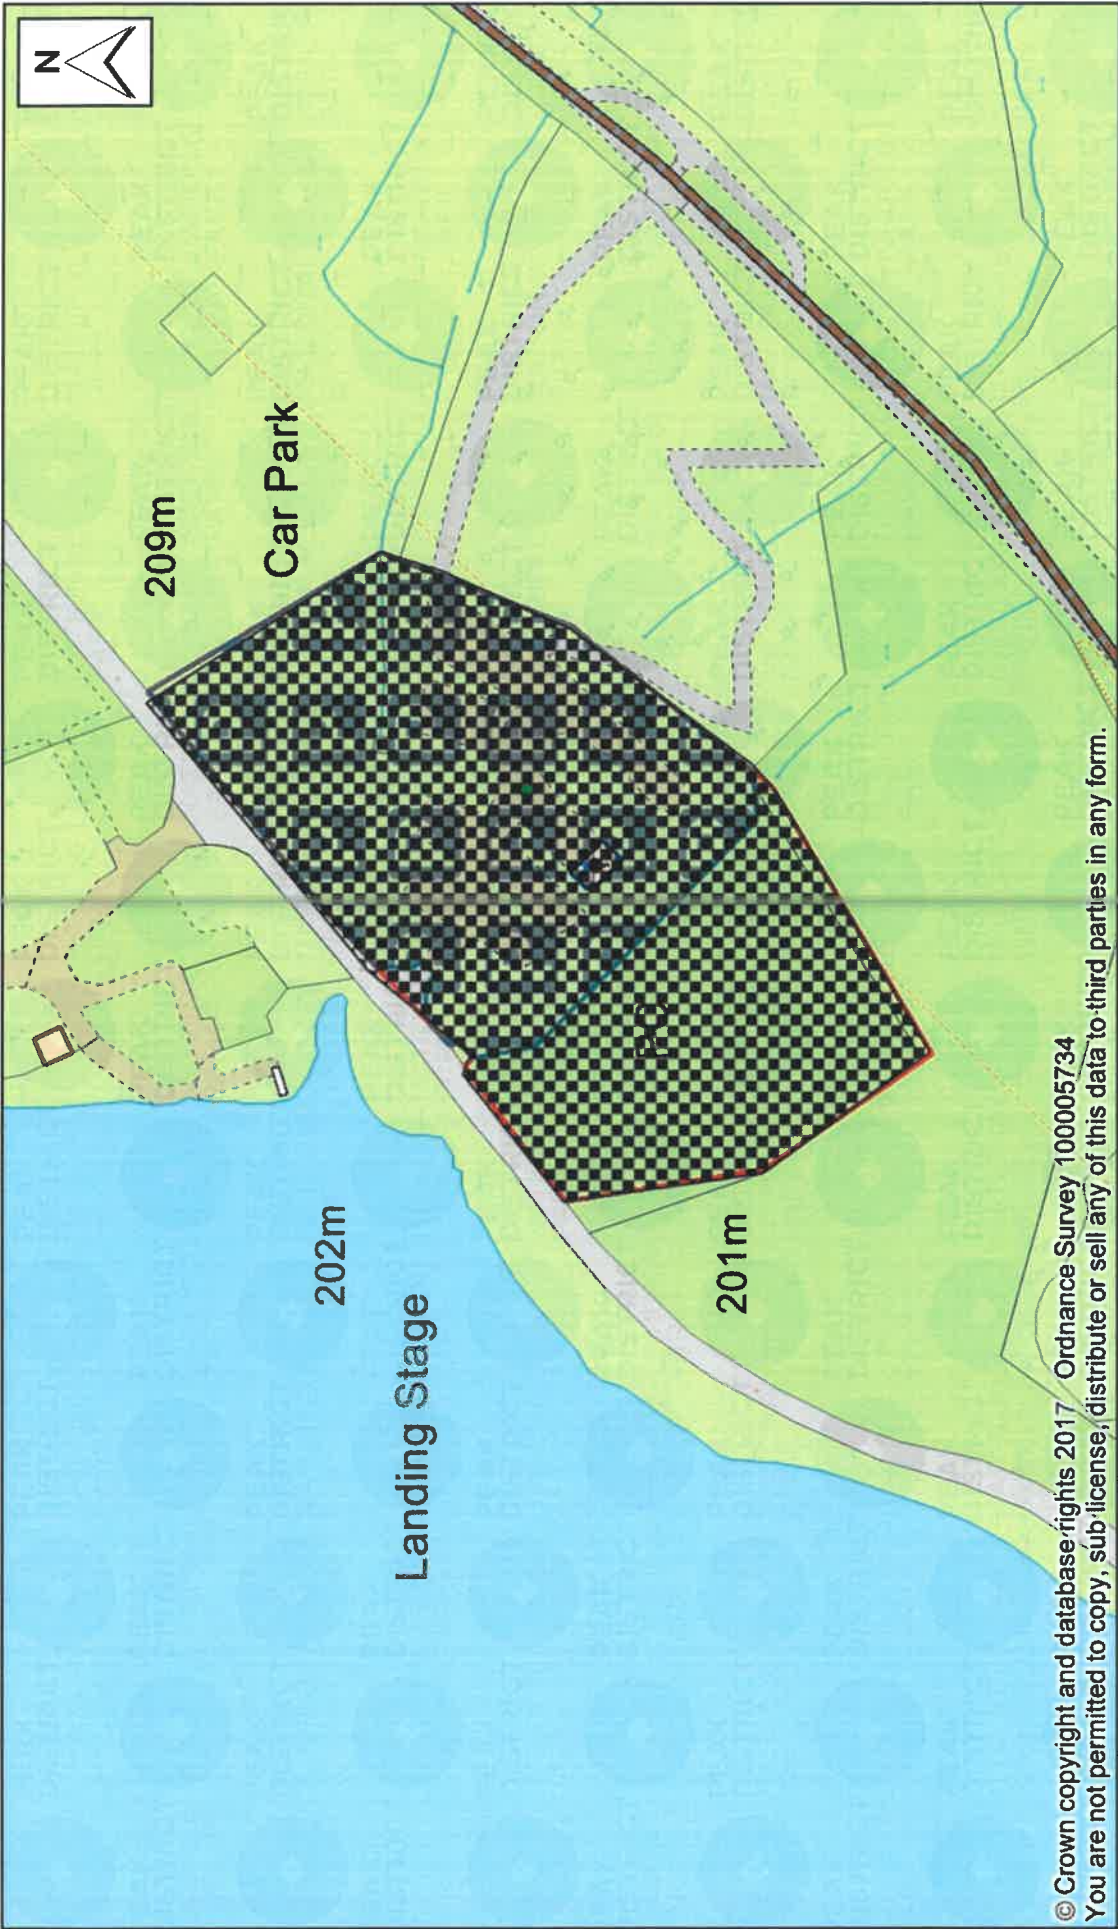 N
209m
Car Park
202m
Landing Stage
PO
201m
© Crown copyright and database rights 2017 Ordnance Survey 100005734
You are not permitted to copy, sub-license, distribute or sell any of this data to third parties in any form.